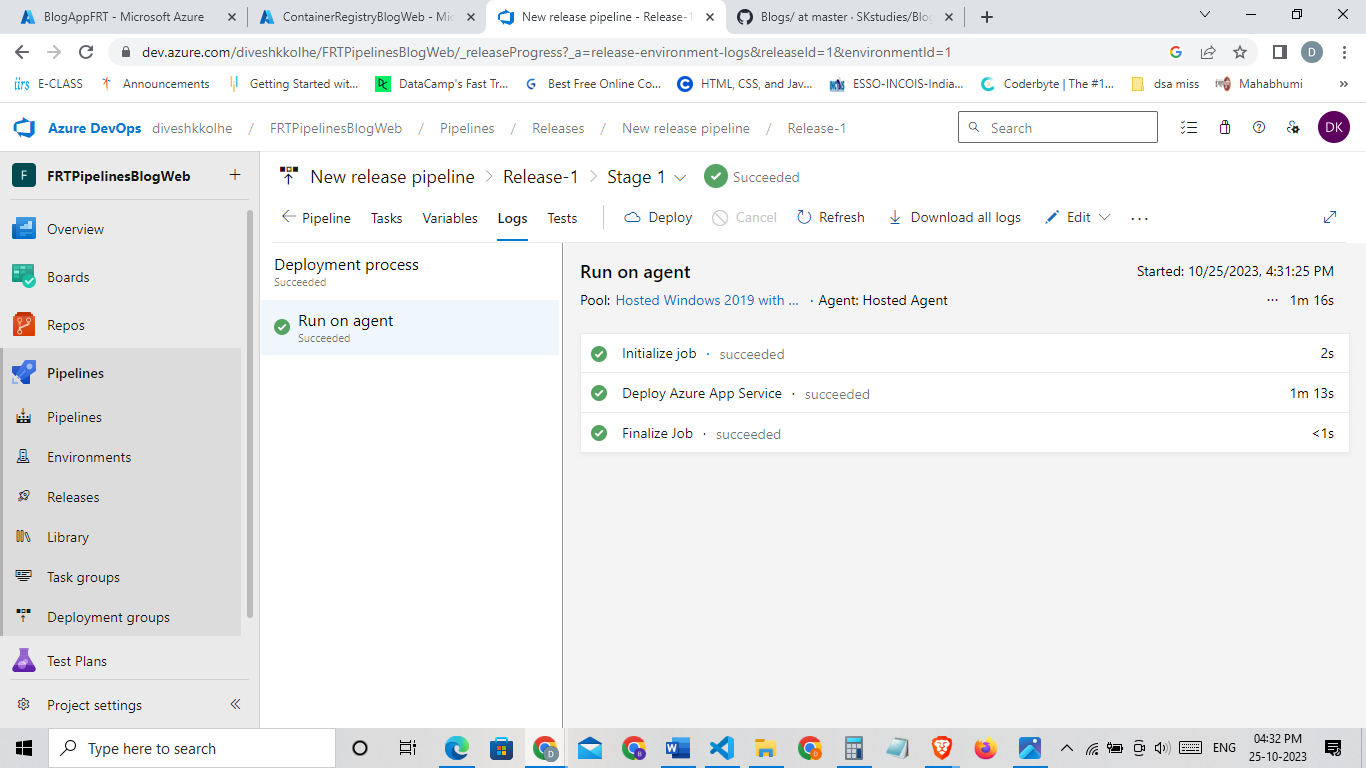 BlogAppFRT - Microsoft Azure
ContainerRegistryBlogWeb - Mic
New release pipeline - Release-1
Blogs/ at master · SKstudies/Blog
dev.azure.com/diveshkkolhe/FRTPipelinesBlogWeb/_releaseProgress?_a=release-environment-logs&releaseId=1&environmentId=1
D
iirs E-CLASS
Announcements
Getting Started wit...
DataCamp's Fast Tr...
G Best Free Online Co...
HTML, CSS, and Jav...
ESSO-INCOIS-India...
Coderbyte | The #1...
dsa miss
Mahabhumi
»
Azure DevOps diveshkkolhe / FRTPipelinesBlogWeb / Pipelines / Releases / New release pipeline / Release-1
Search
DK
F FRTPipelinesBlogWeb +
Overview
Boards
Repos
Pipelines
Pipelines
Environments
Releases
Library
Task groups
Deployment groups
Test Plans
Project settings
New release pipeline > Release-1 > Stage 1 Succeeded
Pipeline Tasks Variables Logs Tests Deploy Cancel Refresh Download all logs Edit ...
Deployment process
Succeeded
Run on agent
Succeeded
Run on agent
Started: 10/25/2023, 4:31:25 PM
Pool: Hosted Windows 2019 with ... · Agent: Hosted Agent
... 1m 16s
Initialize job · succeeded 2s
Deploy Azure App Service · succeeded 1m 13s
Finalize Job · succeeded <1s
Type here to search
ENG
04:32 PM
25-10-2023